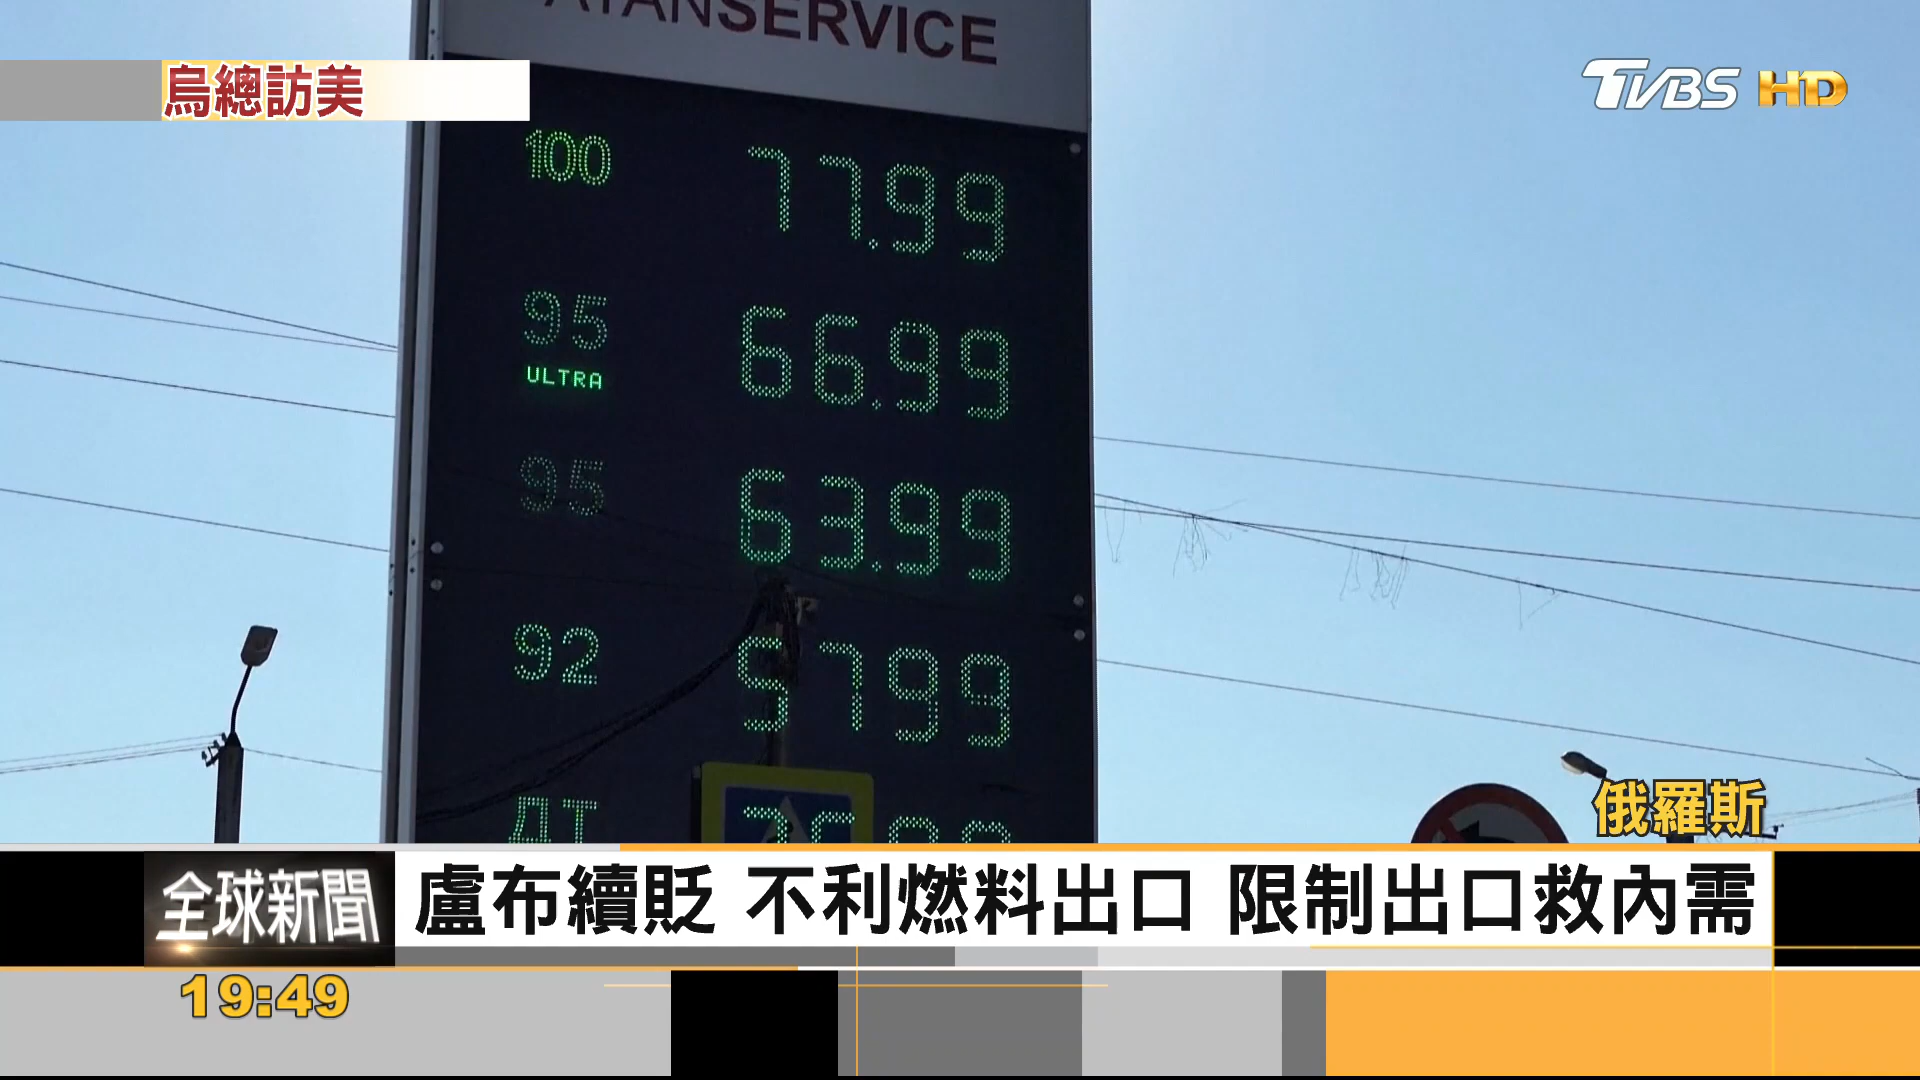 烏總訪美
TVBS HD
SERVICE
100 77.99
95 ULTRA 66.99
95 63.99
92 57.99
ДТ
俄羅斯
全球新聞
盧布續貶 不利燃料出口 限制出口救內需
19:49